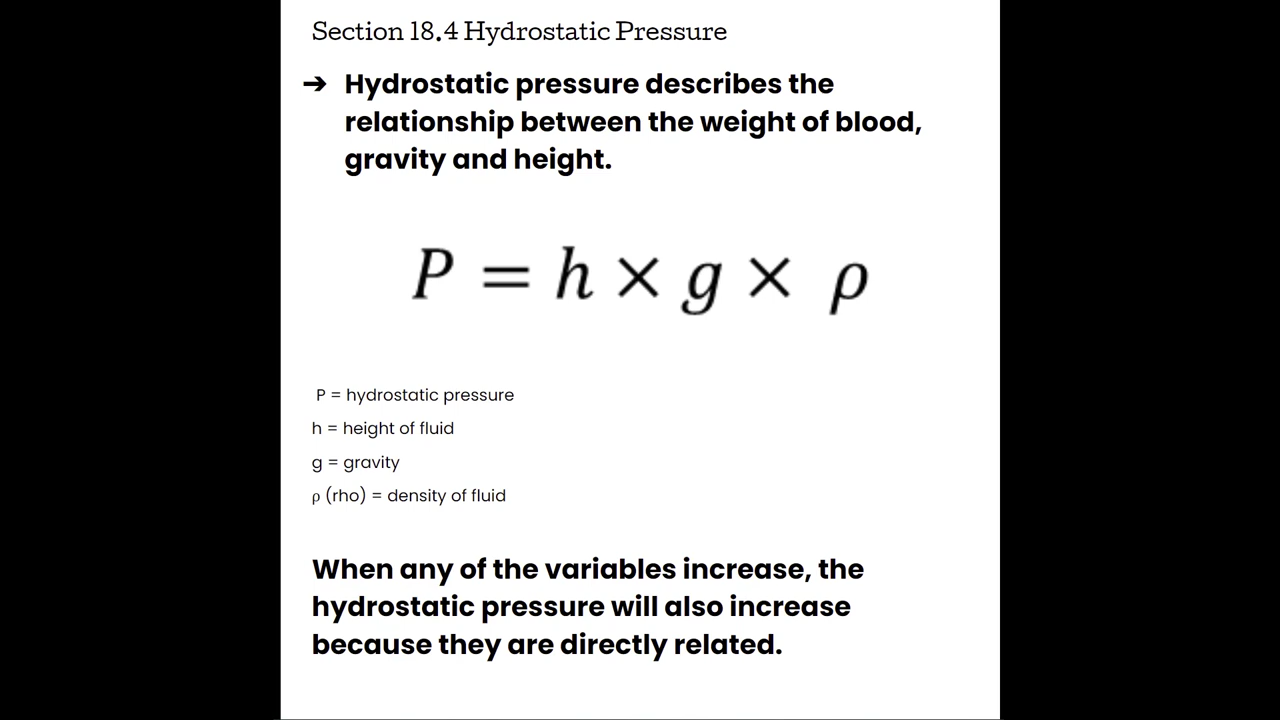 Section 18.4 Hydrostatic Pressure
➔ Hydrostatic pressure describes the
relationship between the weight of blood,
gravity and height.
P = h × g × ρ
P = hydrostatic pressure
h = height of fluid
g = gravity
ρ (rho) = density of fluid
When any of the variables increase, the
hydrostatic pressure will also increase
because they are directly related.